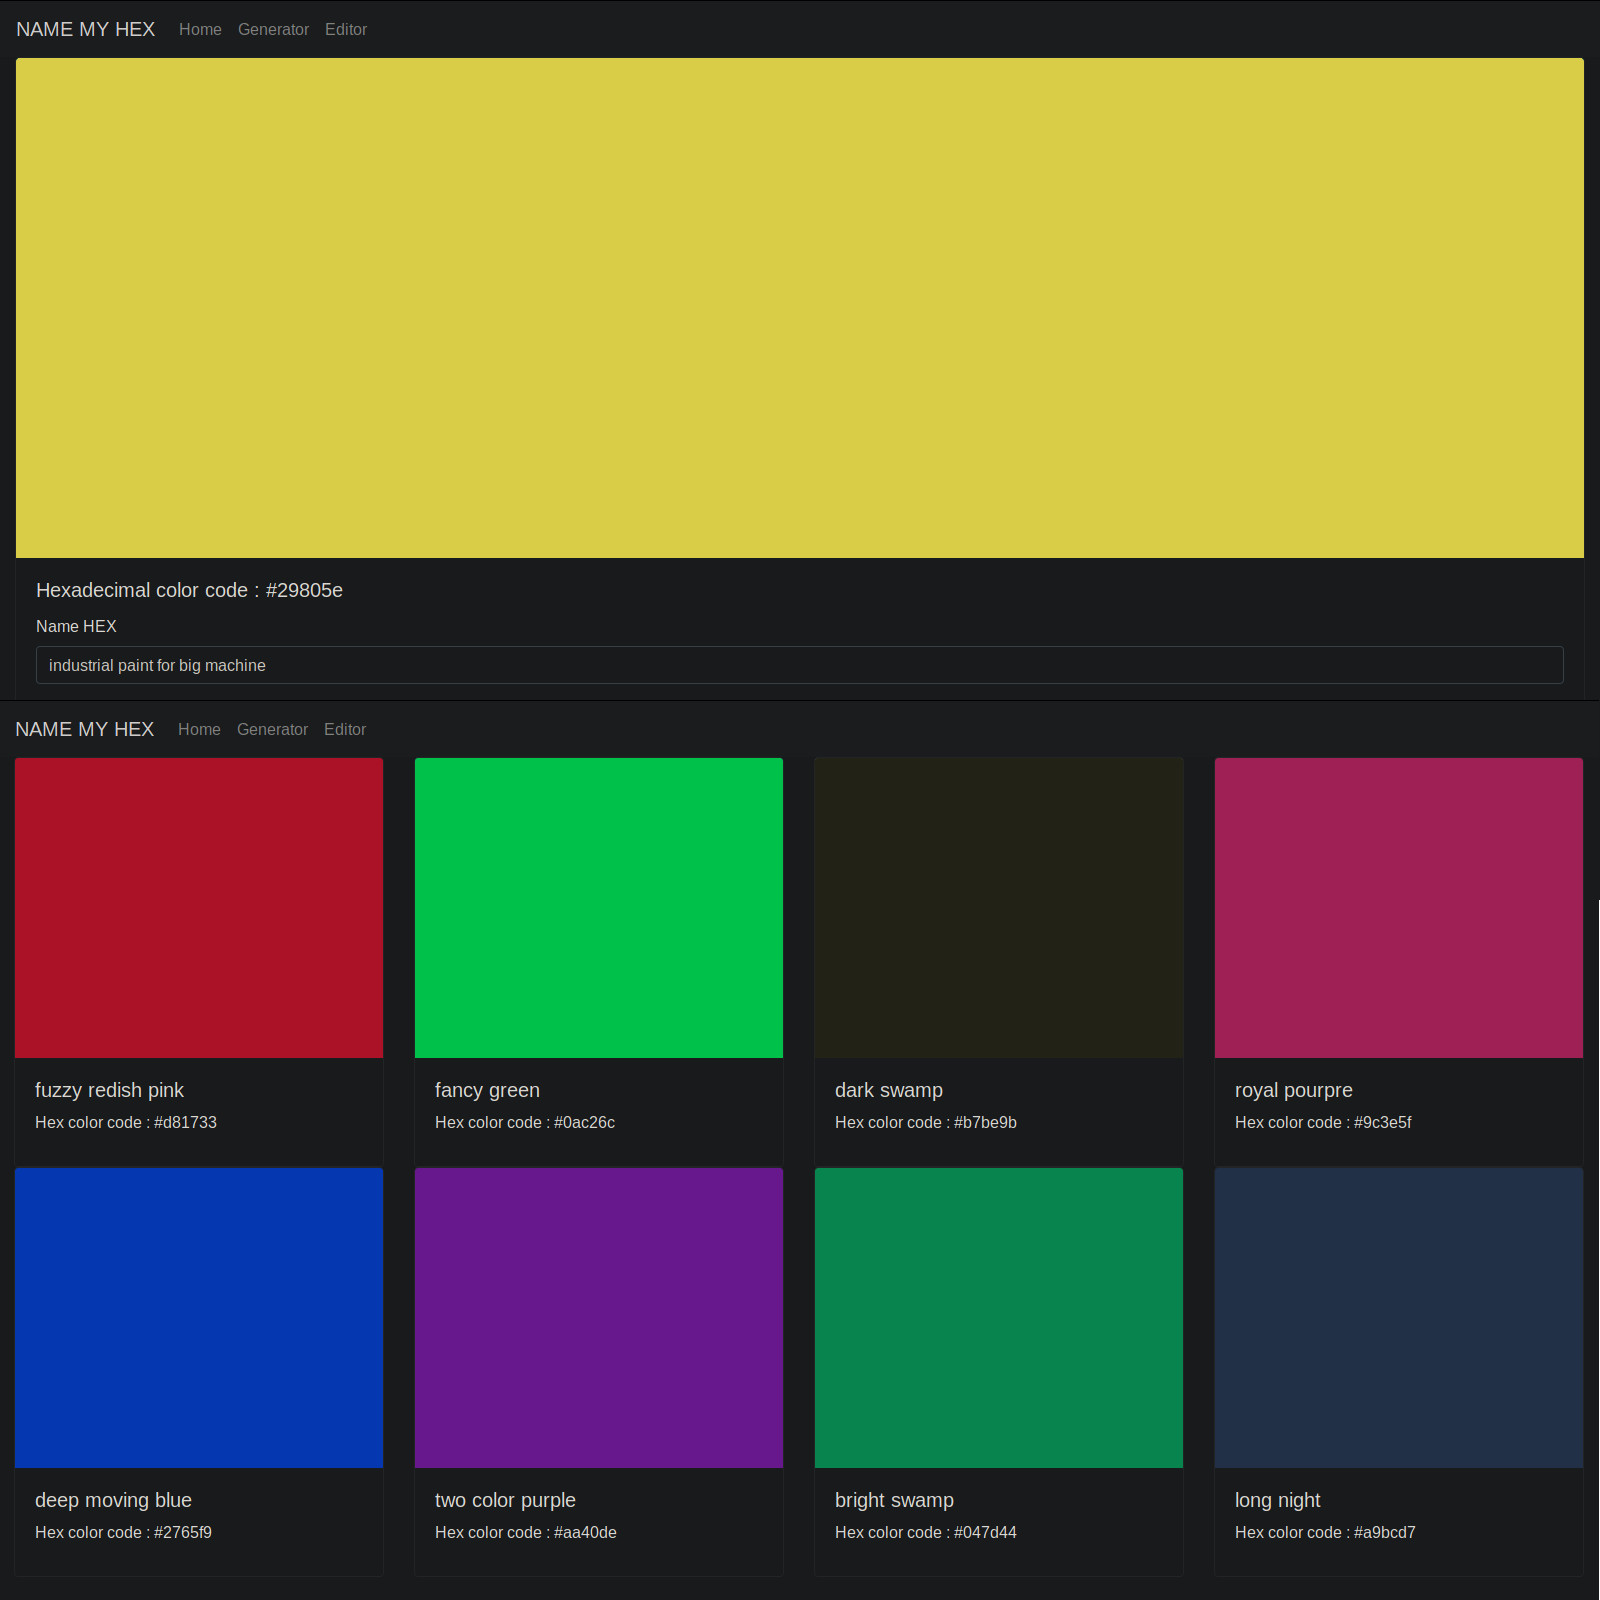 NAME MY HEX Home Generator Editor
Hexadecimal color code : #29805e
Name HEX
industrial paint for big machine
NAME MY HEX Home Generator Editor
fuzzy redish pink
Hex color code : #d81733
fancy green
Hex color code : #0ac26c
dark swamp
Hex color code : #b7be9b
royal pourpre
Hex color code : #9c3e5f
deep moving blue
Hex color code : #2765f9
two color purple
Hex color code : #aa40de
bright swamp
Hex color code : #047d44
long night
Hex color code : #a9bcd7